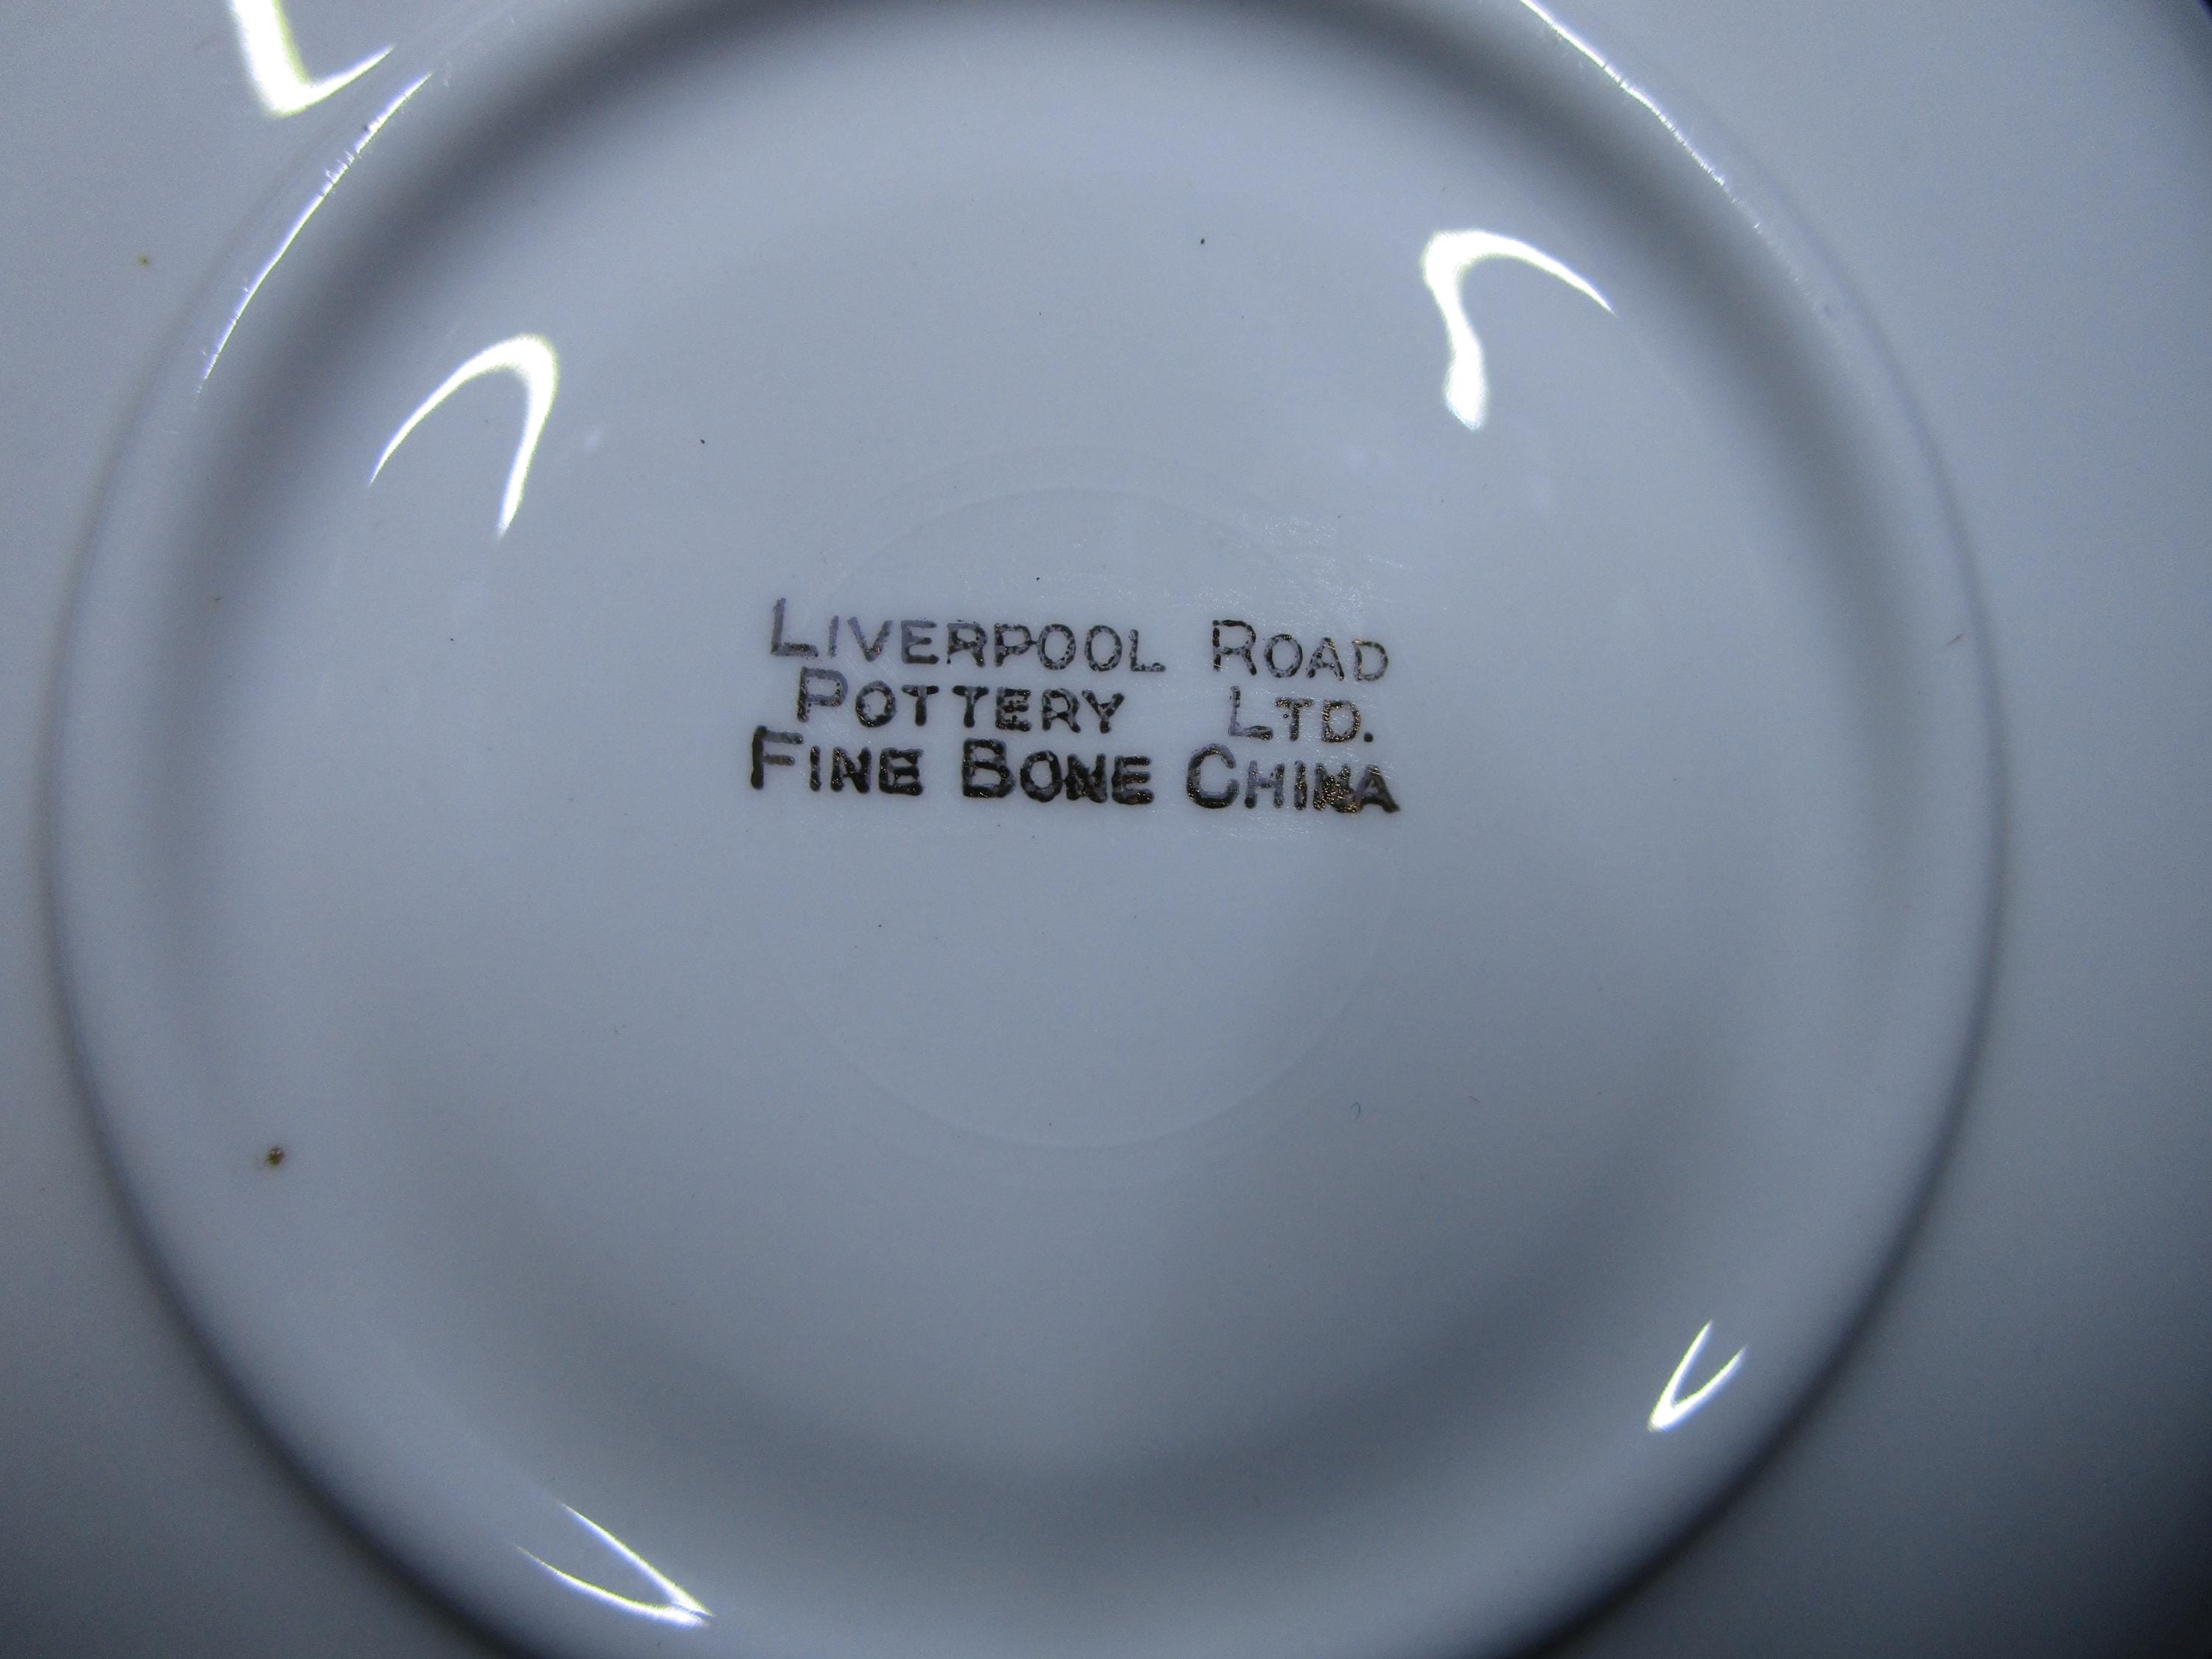 LIVERPOOL ROAD
POTTERY LTD.
FINE BONE CHINA